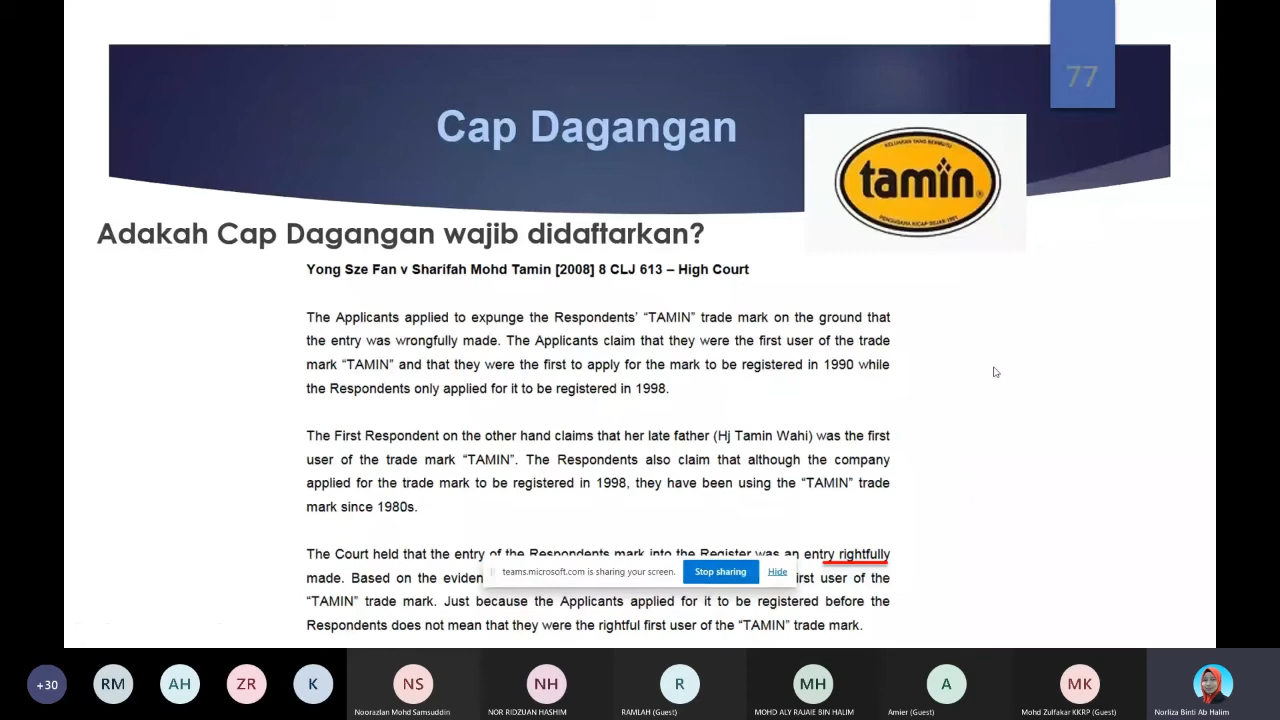 77
Cap Dagangan
KELUARAN YANG BERMUTU
tamin
PENGUSAHA KICAP SEJAK
Adakah Cap Dagangan wajib didaftarkan?
Yong Sze Fan v Sharifah Mohd Tamin [2008] 8 CLJ 613 – High Court
The Applicants applied to expunge the Respondents’ “TAMIN” trade mark on the ground that
the entry was wrongfully made. The Applicants claim that they were the first user of the trade
mark “TAMIN” and that they were the first to apply for the mark to be registered in 1990 while
the Respondents only applied for it to be registered in 1998.
The First Respondent on the other hand claims that her late father (Hj Tamin Wahi) was the first
user of the trade mark “TAMIN”. The Respondents also claim that although the company
applied for the trade mark to be registered in 1998, they have been using the “TAMIN” trade
mark since 1980s.
The Court held that the entry of the Respondents mark into the Register was an entry rightfully
teams.microsoft.com is sharing your screen. Stop sharing Hide
made. Based on the first user of the
“TAMIN” trade mark. Just because the Applicants applied for it to be registered before the
Respondents does not mean that they were the rightful first user of the “TAMIN” trade mark.
+30 RM AH ZR K NS NH R MH A MK
Noorazlan Mohd Samsuddin NOR RIDZUAN HASHIM RAMLAH (Guest) MOHD ALY RAJAIE BIN HALIM Amier (Guest) Mohd Zulfakar KKRP (Guest) Norliza Binti Ab Halim